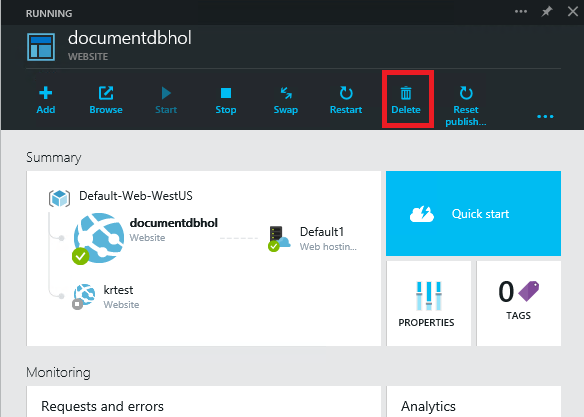 RUNNING
documentdbhol
WEBSITE
Add
Browse
Start
Stop
Swap
Restart
Delete
Reset
publish...
Summary
Default-Web-WestUS
documentdbhol
Website
Default1
Web hostin...
krtest
Website
Quick start
PROPERTIES
0
TAGS
Monitoring
Requests and errors
Analytics